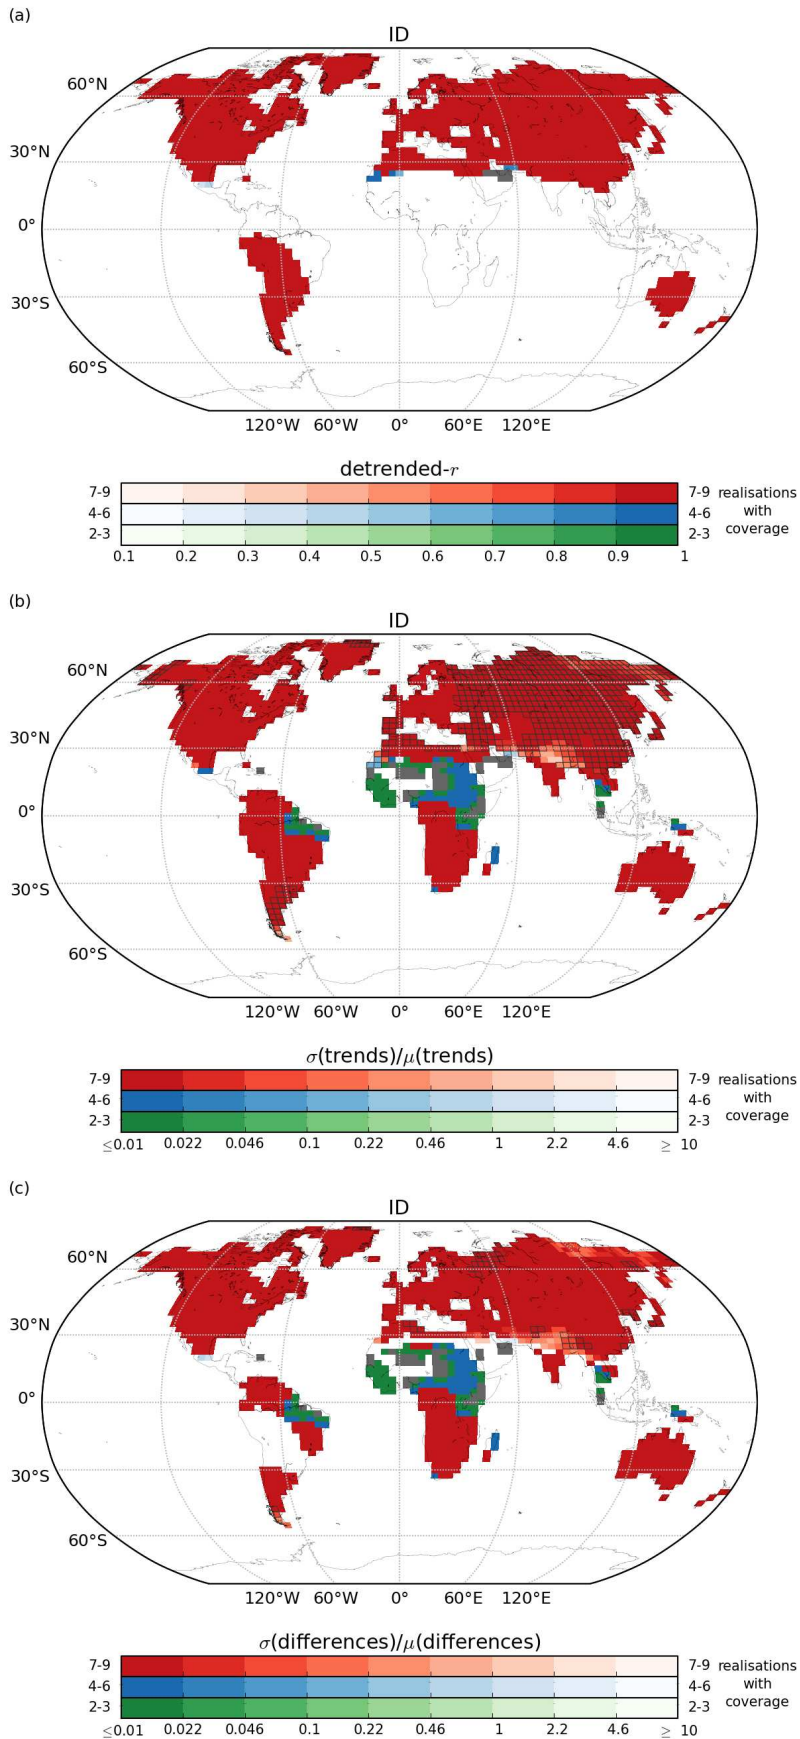 (a)
ID
60°N
30°N
0°
30°S
60°S
120°W 60°W 0° 60°E 120°E
detrended-r
7-9 7-9 realisations
4-6 4-6 with
2-3 2-3 coverage
0.1 0.2 0.3 0.4 0.5 0.6 0.7 0.8 0.9 1
(b)
ID
60°N
30°N
0°
30°S
60°S
120°W 60°W 0° 60°E 120°E
σ(trends)/μ(trends)
7-9 7-9 realisations
4-6 4-6 with
2-3 2-3 coverage
≤0.01 0.022 0.046 0.1 0.22 0.46 1 2.2 4.6 ≥ 10
(c)
ID
60°N
30°N
0°
30°S
60°S
120°W 60°W 0° 60°E 120°E
σ(differences)/μ(differences)
7-9 7-9 realisations
4-6 4-6 with
2-3 2-3 coverage
≤0.01 0.022 0.046 0.1 0.22 0.46 1 2.2 4.6 ≥ 10